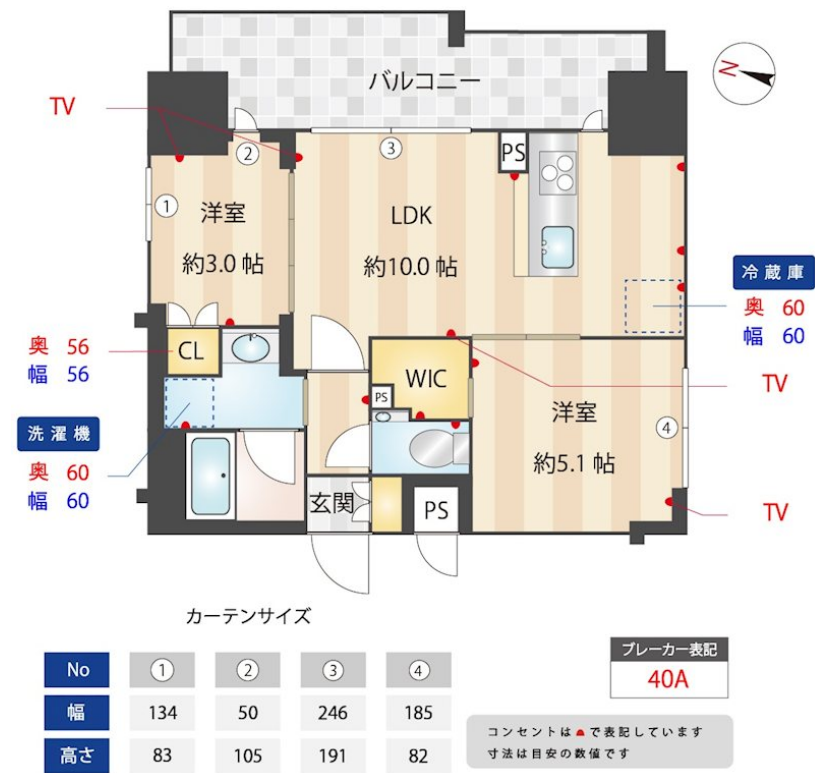 バルコニー
N
TV
②
③
PS
①
洋室
約3.0 帖
LDK
約10.0 帖
冷蔵庫
奥 60
幅 60
奥 56
幅 56
CL
WIC
PS
TV
洗濯機
奥 60
幅 60
洋室
約5.1 帖
④
玄関
PS
TV
カーテンサイズ
No ① ② ③ ④
幅 134 50 246 185
高さ 83 105 191 82
ブレーカー表記
40A
コンセントは で表記しています
寸法は目安の数値です